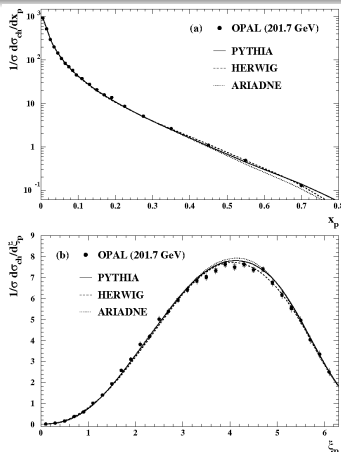 1/σ dσch/dxp
10³
(a)
OPAL (201.7 GeV)
PYTHIA
HERWIG
ARIADNE
10²
10
1
10⁻¹
0 0.1 0.2 0.3 0.4 0.5 0.6 0.7 0.8
xp
1/σ dσch/dξp
9
8
7
6
5
4
3
2
1
0
(b)
OPAL (201.7 GeV)
PYTHIA
HERWIG
ARIADNE
0 1 2 3 4 5 6
ξp